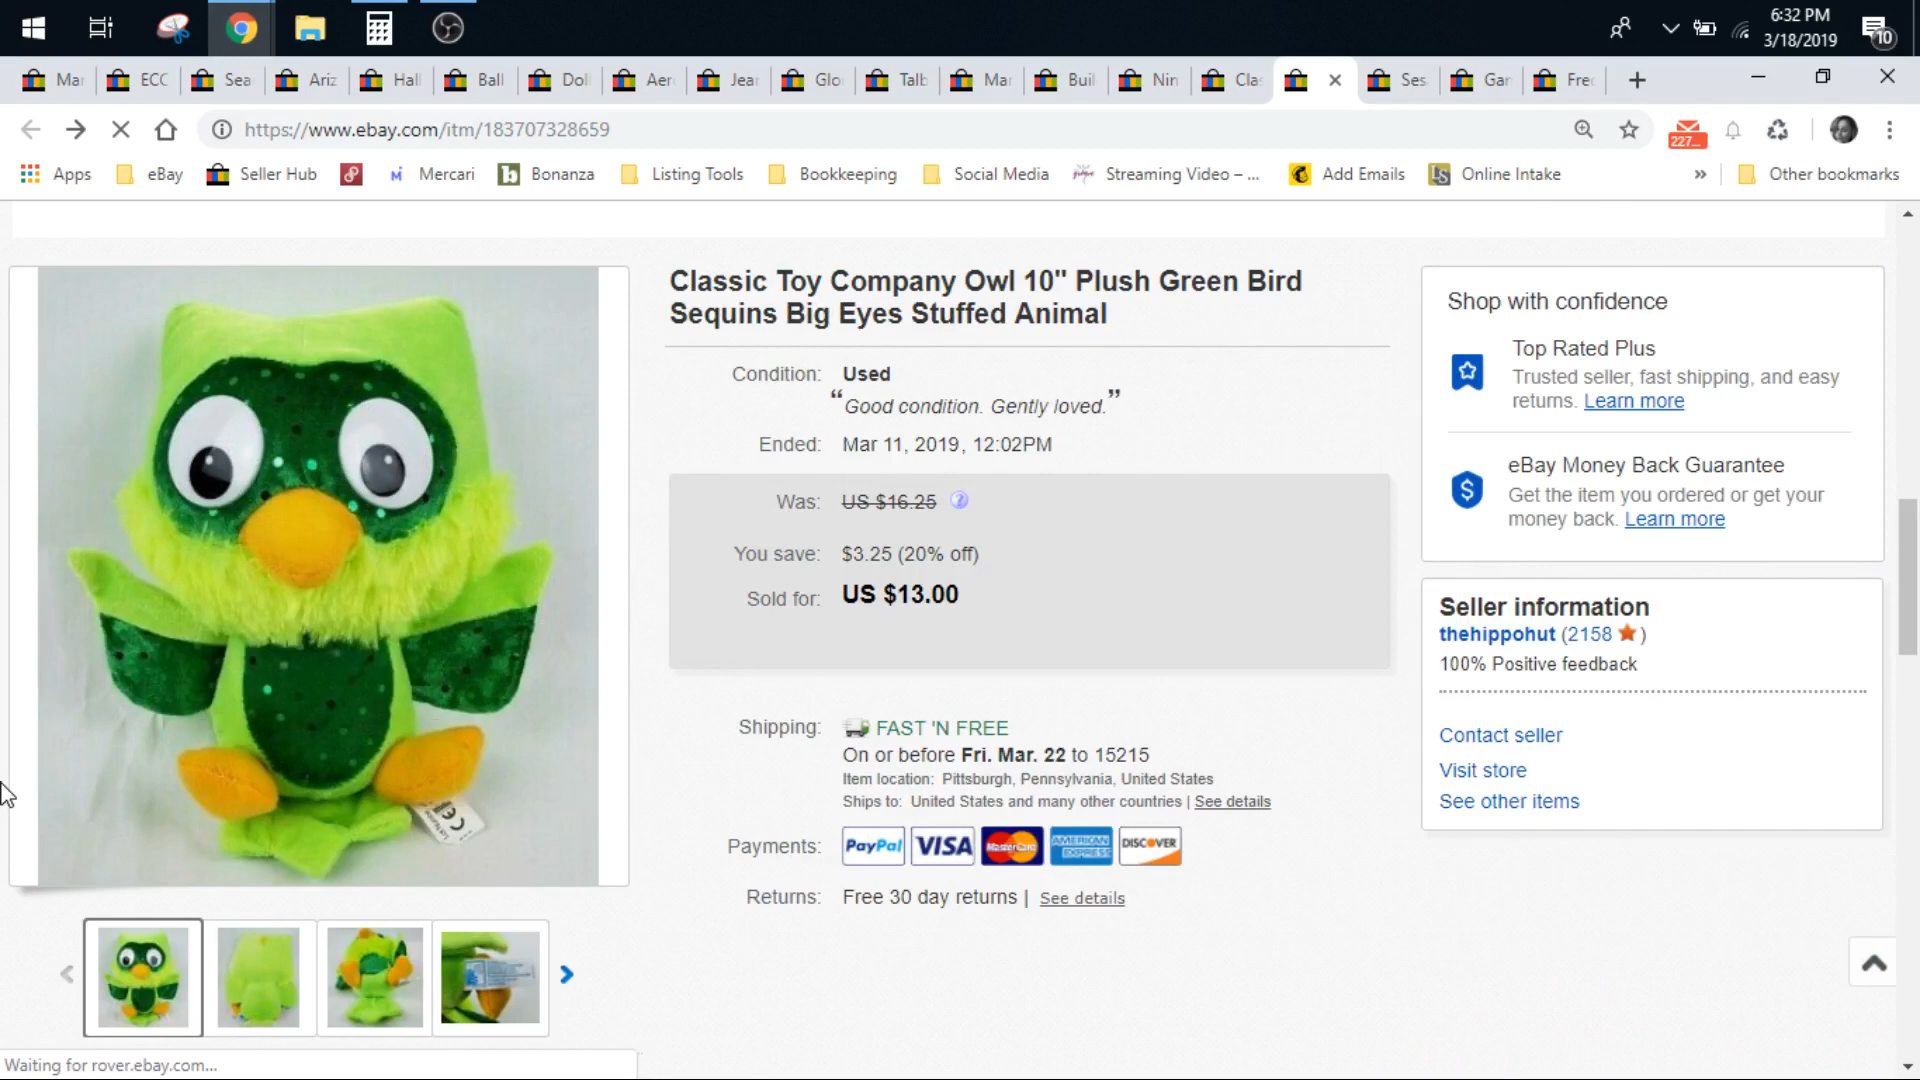 6:32 PM
3/18/2019
10
Mar
ECC
Sea
Ariz
Hall
Ball
Doll
Aer
Jear
Glo
Talb
Mar
Buil
Nin
Clas
Ses
Gar
Fre
https://www.ebay.com/itm/183707328659
227...
Apps
eBay
Seller Hub
Mercari
Bonanza
Listing Tools
Bookkeeping
Social Media
Streaming Video – ...
Add Emails
Online Intake
»
Other bookmarks
Classic Toy Company Owl 10" Plush Green Bird
Sequins Big Eyes Stuffed Animal
Condition: Used
“Good condition. Gently loved.”
Ended: Mar 11, 2019, 12:02PM
Was: US $16.25 ?
You save: $3.25 (20% off)
Sold for: US $13.00
Shipping: FAST 'N FREE
On or before Fri. Mar. 22 to 15215
Item location: Pittsburgh, Pennsylvania, United States
Ships to: United States and many other countries | See details
Payments: PayPal VISA MasterCard AMERICAN EXPRESS DISCOVER
Returns: Free 30 day returns | See details
Shop with confidence
Top Rated Plus
Trusted seller, fast shipping, and easy
returns. Learn more
eBay Money Back Guarantee
Get the item you ordered or get your
money back. Learn more
Seller information
thehippohut (2158 )
100% Positive feedback
Contact seller
Visit store
See other items
CE
Waiting for rover.ebay.com...